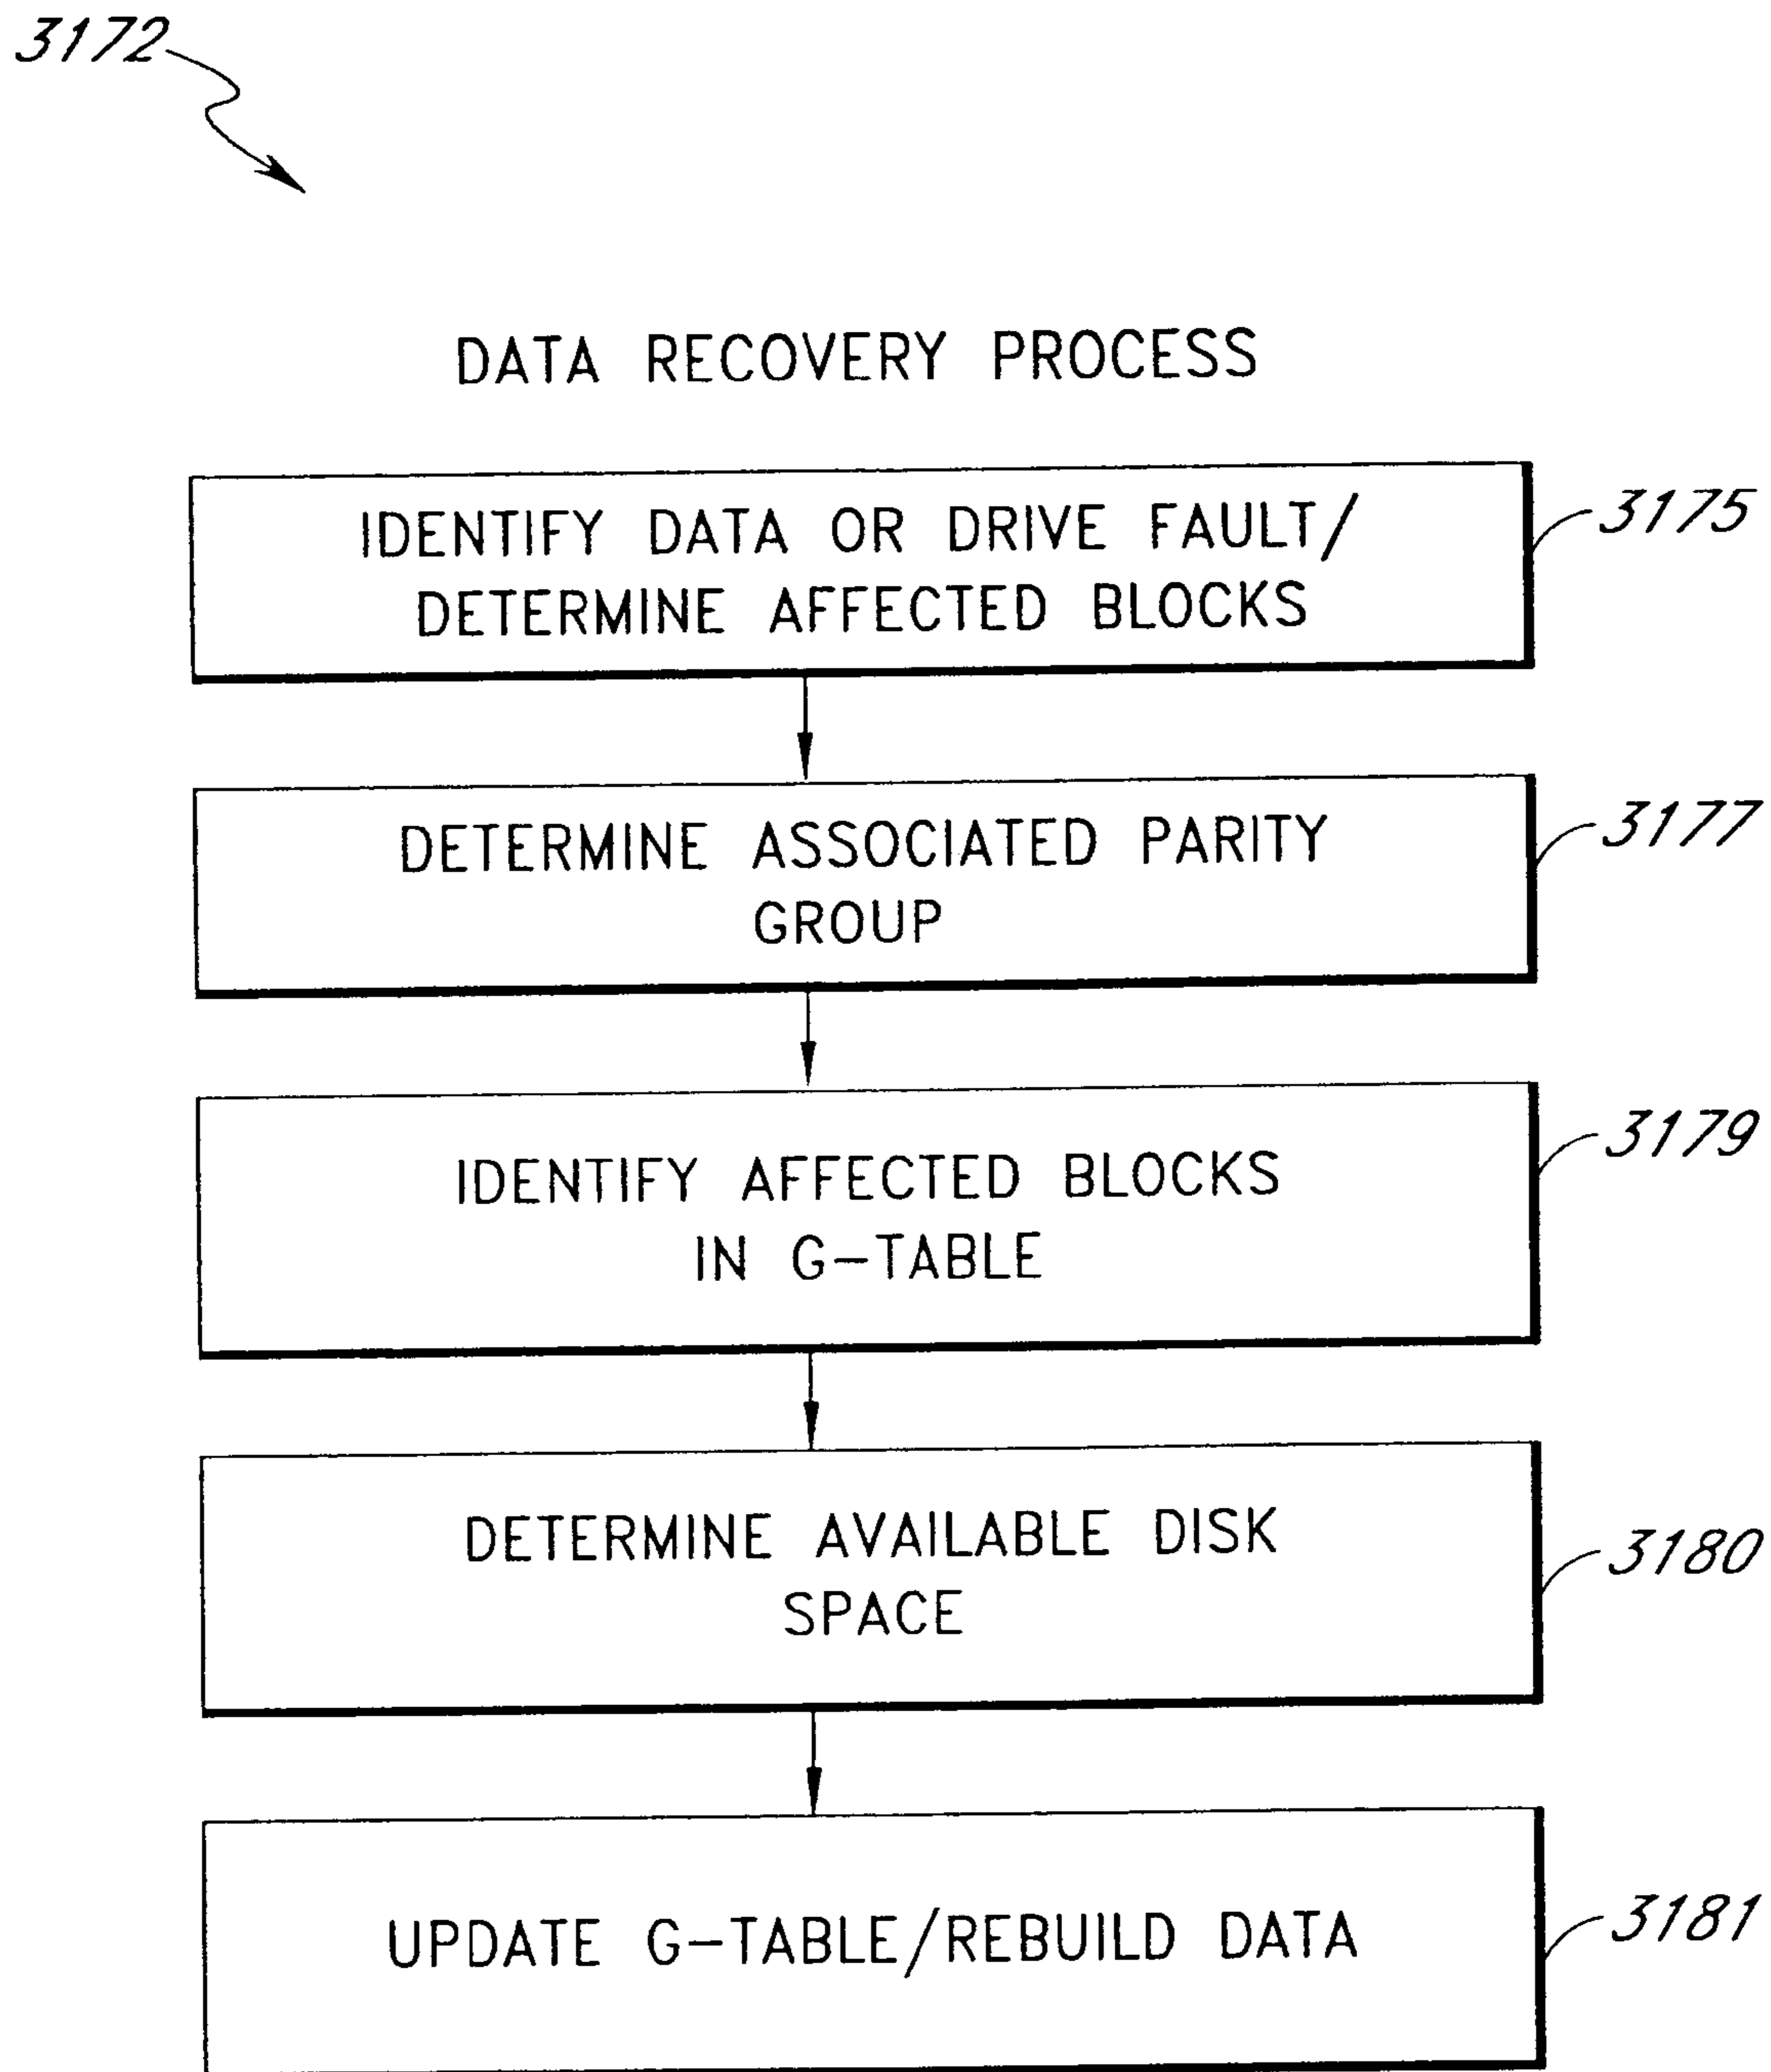 3172
DATA RECOVERY PROCESS
IDENTIFY DATA OR DRIVE FAULT/
DETERMINE AFFECTED BLOCKS
3175
DETERMINE ASSOCIATED PARITY
GROUP
3177
IDENTIFY AFFECTED BLOCKS
IN G-TABLE
3179
DETERMINE AVAILABLE DISK
SPACE
3180
UPDATE G-TABLE/REBUILD DATA
3181